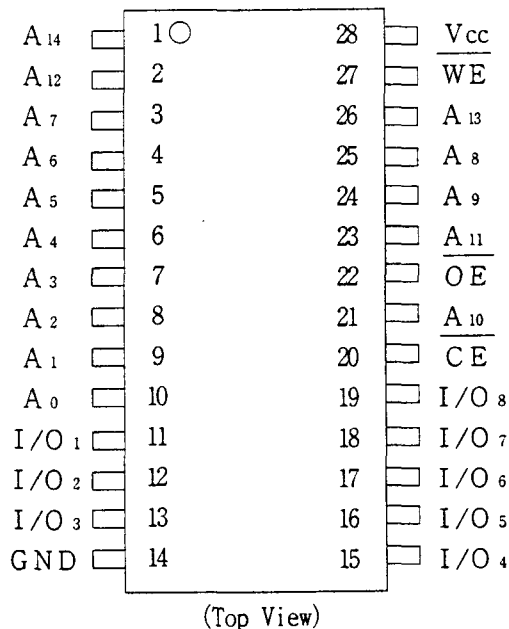 A14 1 28 Vcc
A12 2 27 WE
A7 3 26 A13
A6 4 25 A8
A5 5 24 A9
A4 6 23 A11
A3 7 22 OE
A2 8 21 A10
A1 9 20 CE
A0 10 19 I/O8
I/O1 11 18 I/O7
I/O2 12 17 I/O6
I/O3 13 16 I/O5
GND 14 15 I/O4
(Top View)